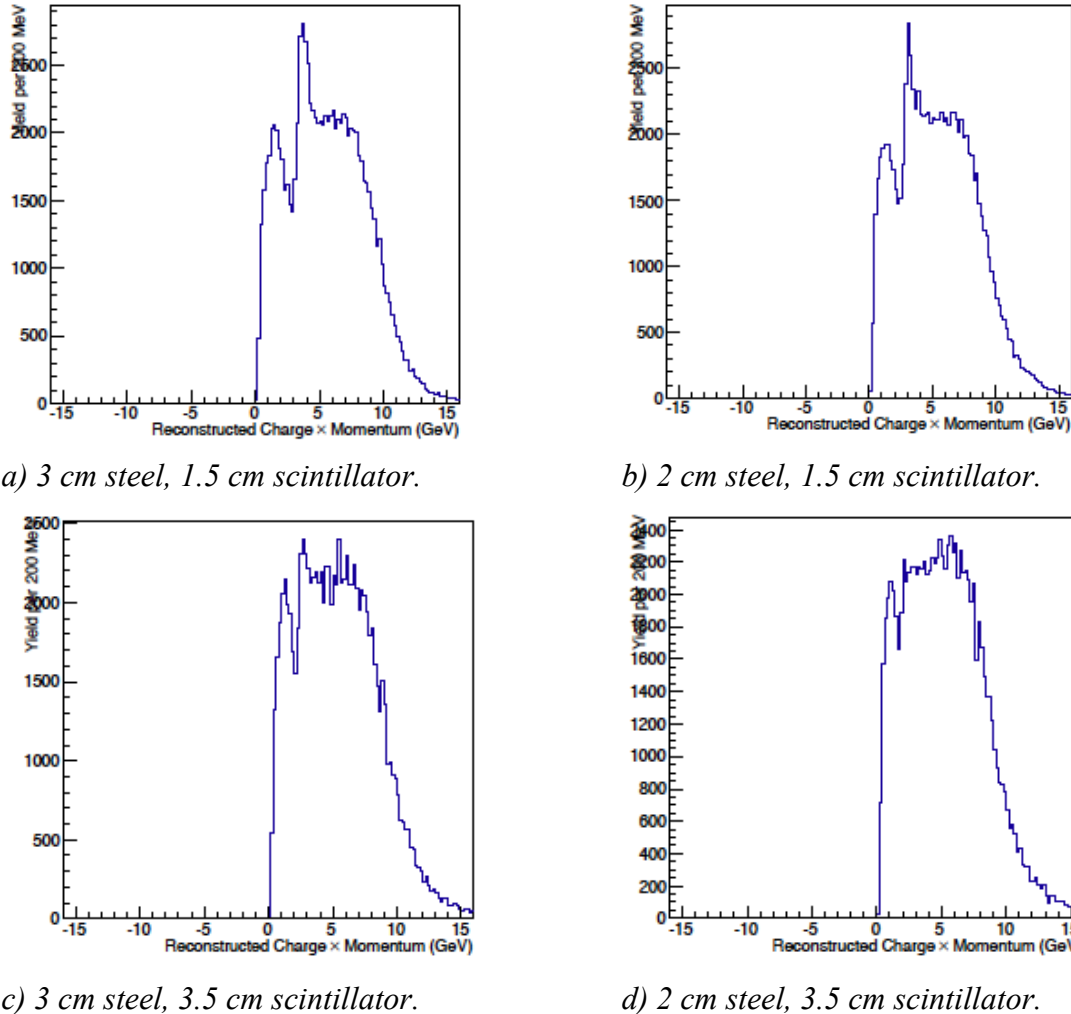 Yield per 200 MeV
2500
2000
1500
1000
500
0
-15 -10 -5 0 5 10 15
Reconstructed Charge × Momentum (GeV)
a) 3 cm steel, 1.5 cm scintillator.
Yield per 200 MeV
2500
2000
1500
1000
500
0
-15 -10 -5 0 5 10 15
Reconstructed Charge × Momentum (GeV)
b) 2 cm steel, 1.5 cm scintillator.
Yield per 200 MeV
2500
2000
1500
1000
500
0
-15 -10 -5 0 5 10 15
Reconstructed Charge × Momentum (GeV)
c) 3 cm steel, 3.5 cm scintillator.
Yield per 200 MeV
2400
2200
2000
1800
1600
1400
1200
1000
800
600
400
200
0
-15 -10 -5 0 5 10 15
Reconstructed Charge × Momentum (GeV)
d) 2 cm steel, 3.5 cm scintillator.